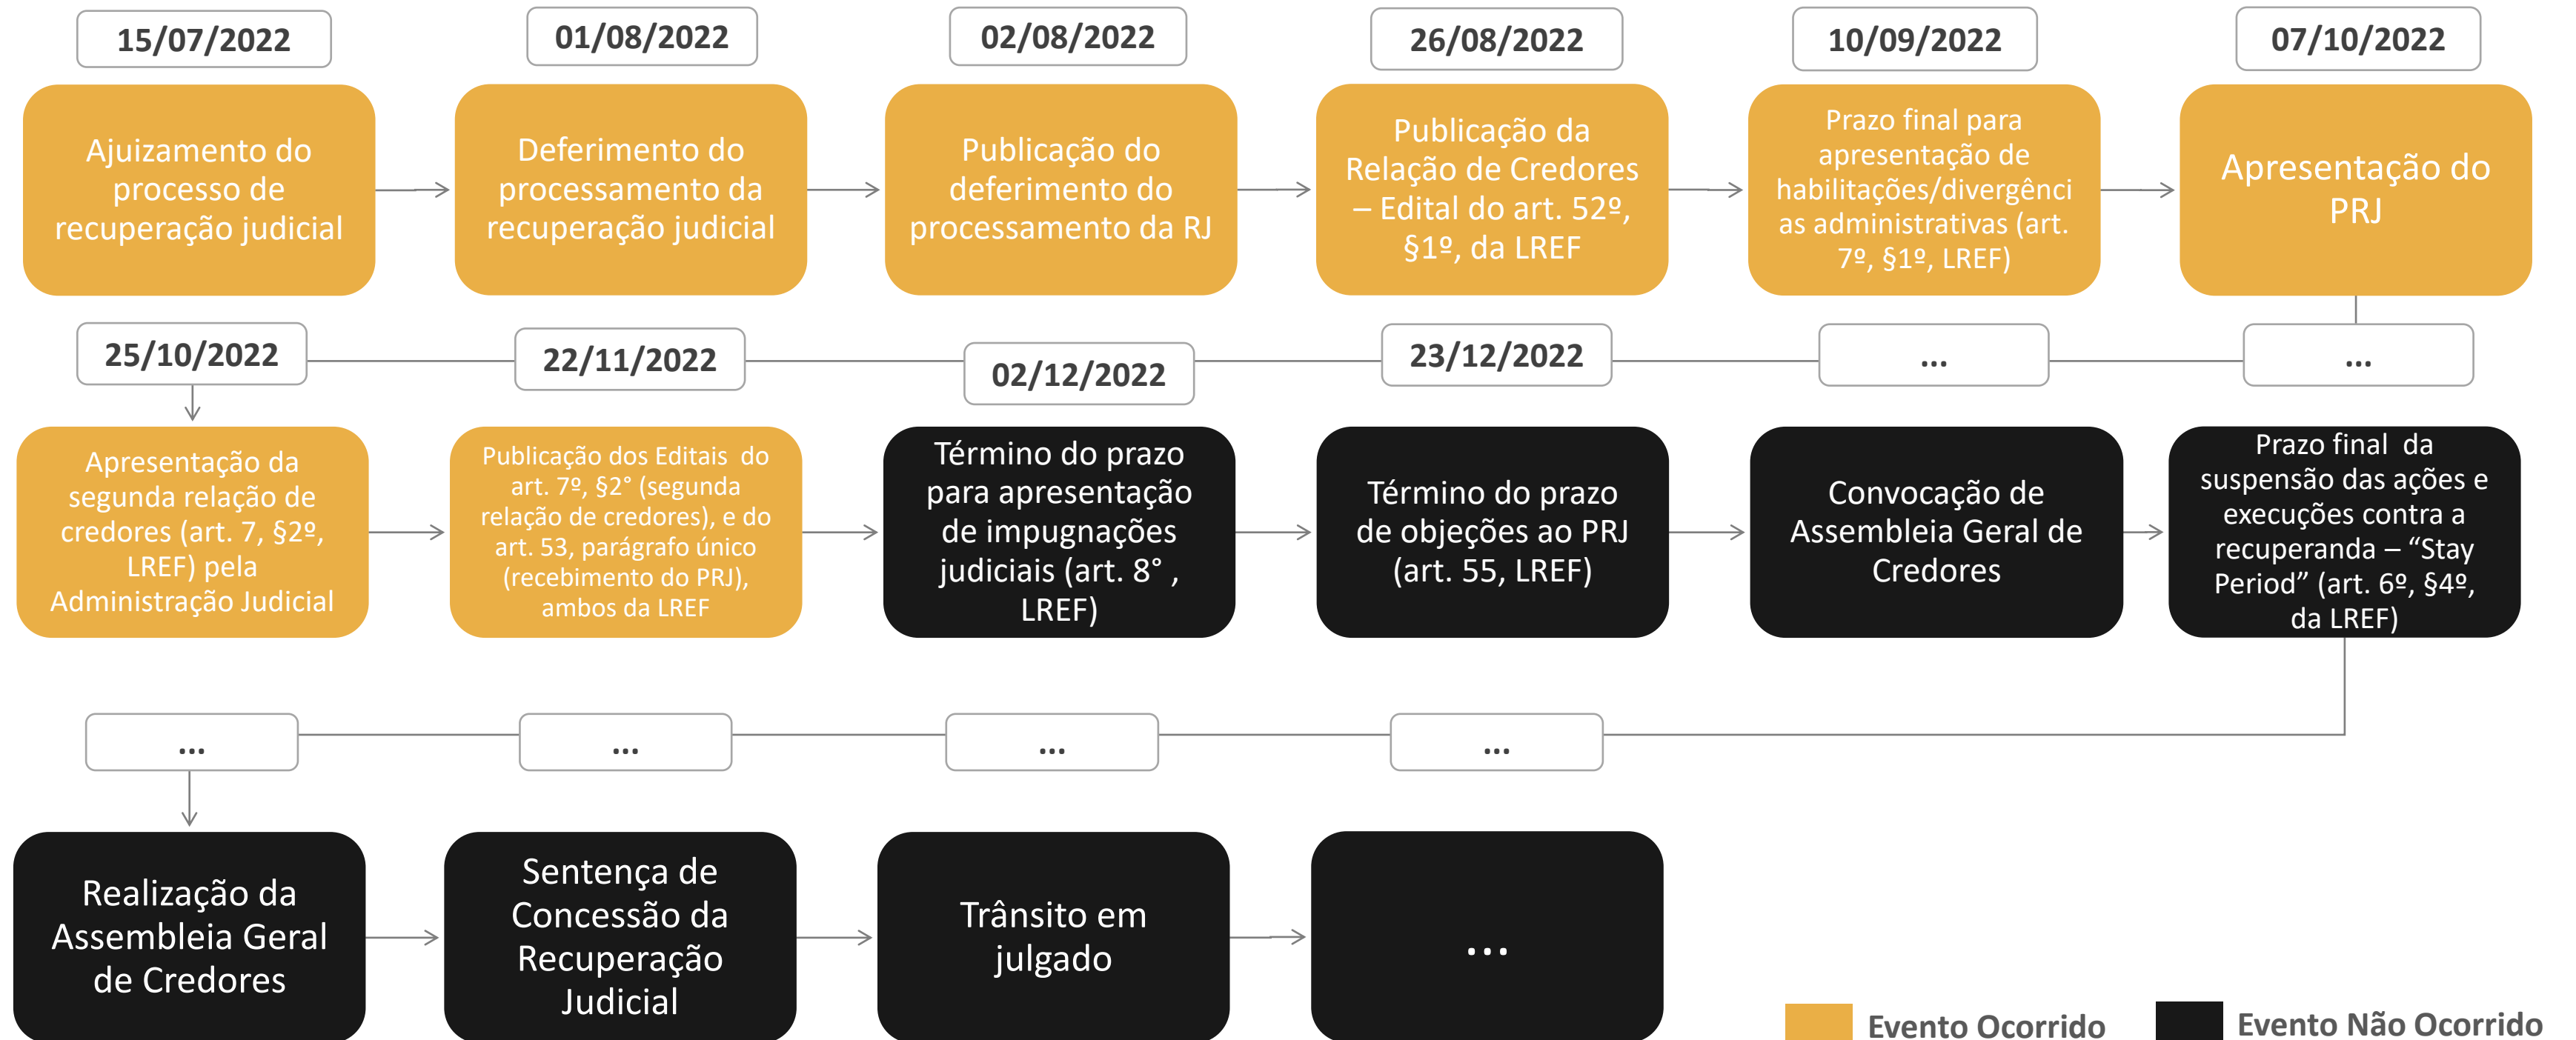 15/07/2022
01/08/2022
02/08/2022
26/08/2022
10/09/2022
07/10/2022
Ajuizamento do
processo de
recuperação judicial
Deferimento do
processamento da
recuperação judicial
Publicação do
deferimento do
processamento da RJ
Publicação da
Relação de Credores
– Edital do art. 52º,
§1º, da LREF
Prazo final para
apresentação de
habilitações/divergênci
as administrativas (art.
7º, §1º, LREF)
Apresentação do
PRJ
25/10/2022
22/11/2022
02/12/2022
23/12/2022
...
...
Apresentação da
segunda relação de
credores (art. 7, §2º,
LREF) pela
Administração Judicial
Publicação dos Editais do
art. 7º, §2° (segunda
relação de credores), e do
art. 53, parágrafo único
(recebimento do PRJ),
ambos da LREF
Término do prazo
para apresentação
de impugnações
judiciais (art. 8° ,
LREF)
Término do prazo
de objeções ao PRJ
(art. 55, LREF)
Convocação de
Assembleia Geral de
Credores
Prazo final da
suspensão das ações e
execuções contra a
recuperanda – “Stay
Period” (art. 6º, §4º,
da LREF)
...
...
...
...
Realização da
Assembleia Geral
de Credores
Sentença de
Concessão da
Recuperação
Judicial
Trânsito em
julgado
...
Evento Ocorrido
Evento Não Ocorrido